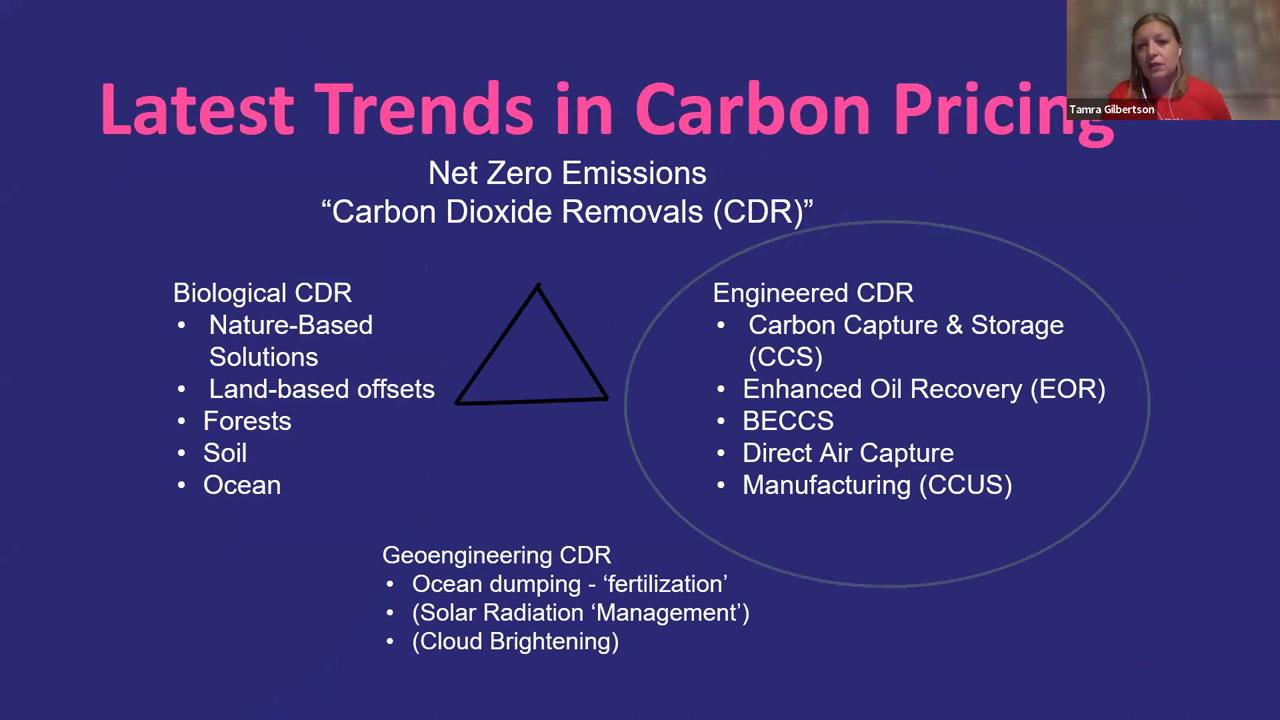 Latest Trends in Carbon Pricing
Tamra Gilbertson
Net Zero Emissions
“Carbon Dioxide Removals (CDR)”
Biological CDR
• Nature-Based
Solutions
• Land-based offsets
• Forests
• Soil
• Ocean
Engineered CDR
• Carbon Capture & Storage
(CCS)
• Enhanced Oil Recovery (EOR)
• BECCS
• Direct Air Capture
• Manufacturing (CCUS)
Geoengineering CDR
• Ocean dumping - ‘fertilization’
• (Solar Radiation ‘Management’)
• (Cloud Brightening)